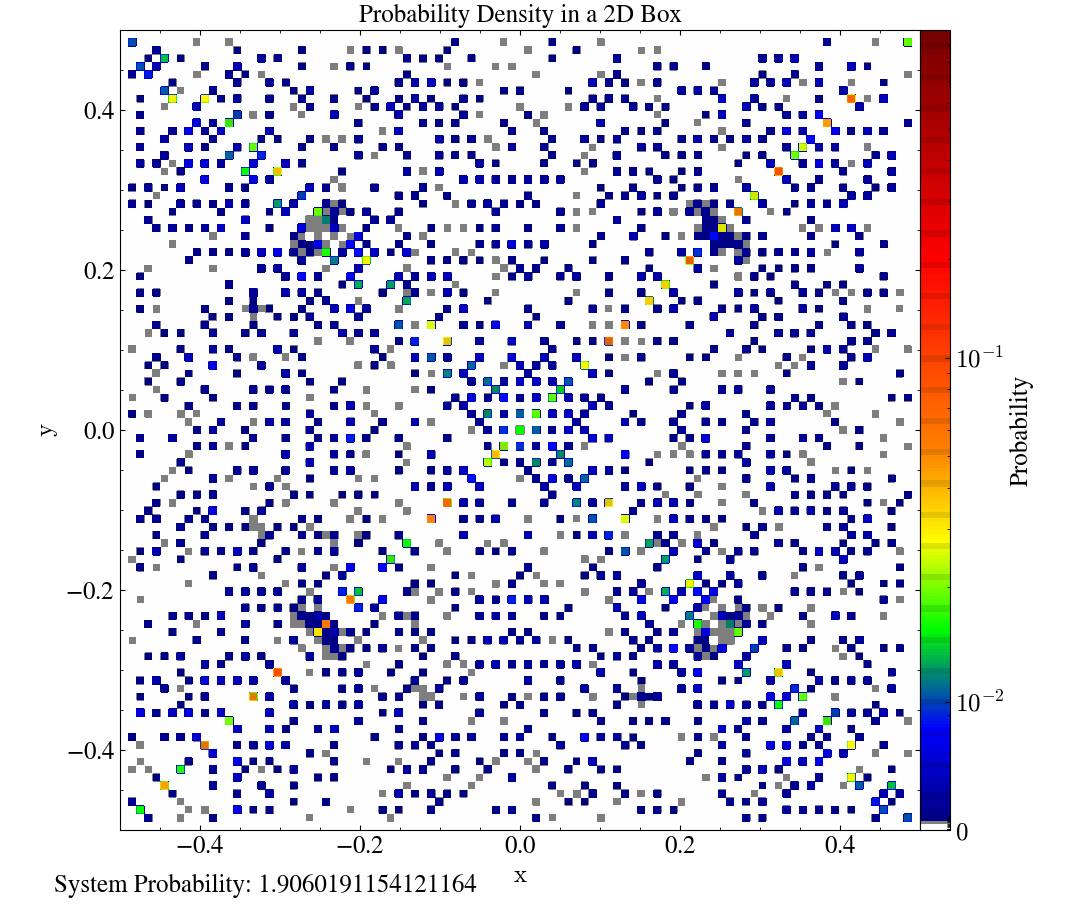 Probability Density in a 2D Box
0.4
0.2
0.0
−0.2
−0.4
y
−0.4 −0.2 0.0 0.2 0.4
x
10−1
10−2
0
Probability
System Probability: 1.9060191154121164